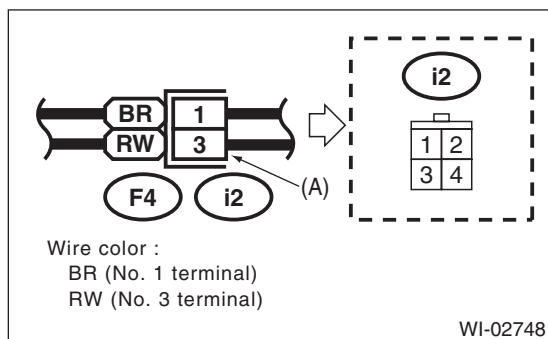 BR 1
RW 3
F4 i2
(A)
i2
1 2
3 4
Wire color :
BR (No. 1 terminal)
RW (No. 3 terminal)
WI-02748